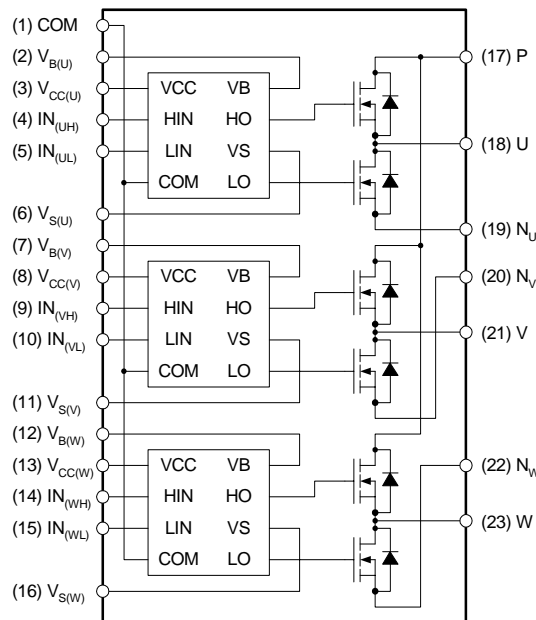 (1) COM
(2) V_B(U)
(3) V_CC(U)
(4) IN_(UH)
(5) IN_(UL)
(6) V_S(U)
(7) V_B(V)
(8) V_CC(V)
(9) IN_(VH)
(10) IN_(VL)
(11) V_S(V)
(12) V_B(W)
(13) V_CC(W)
(14) IN_(WH)
(15) IN_(WL)
(16) V_S(W)
VCC VB
HIN HO
LIN VS
COM LO
VCC VB
HIN HO
LIN VS
COM LO
VCC VB
HIN HO
LIN VS
COM LO
(17) P
(18) U
(19) N_U
(20) N_V
(21) V
(22) N_W
(23) W